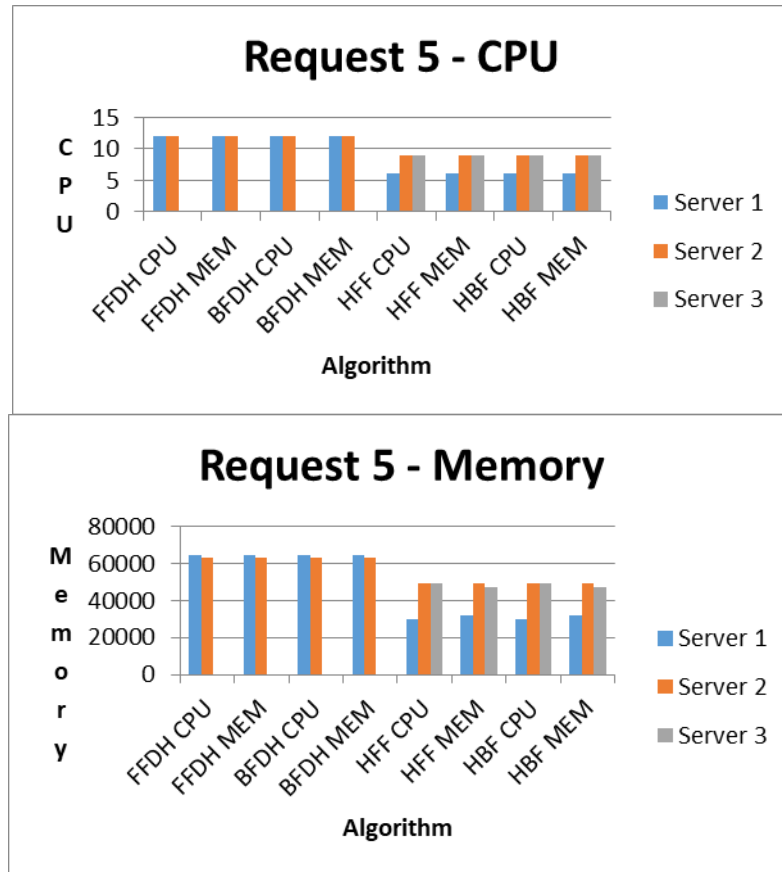 Request 5 - CPU
CPU
15
10
5
0
FFDH CPU
FFDH MEM
BFDH CPU
BFDH MEM
HFF CPU
HFF MEM
HBF CPU
HBF MEM
Algorithm
Server 1
Server 2
Server 3
Request 5 - Memory
Memory
80000
60000
40000
20000
0
FFDH CPU
FFDH MEM
BFDH CPU
BFDH MEM
HFF CPU
HFF MEM
HBF CPU
HBF MEM
Algorithm
Server 1
Server 2
Server 3